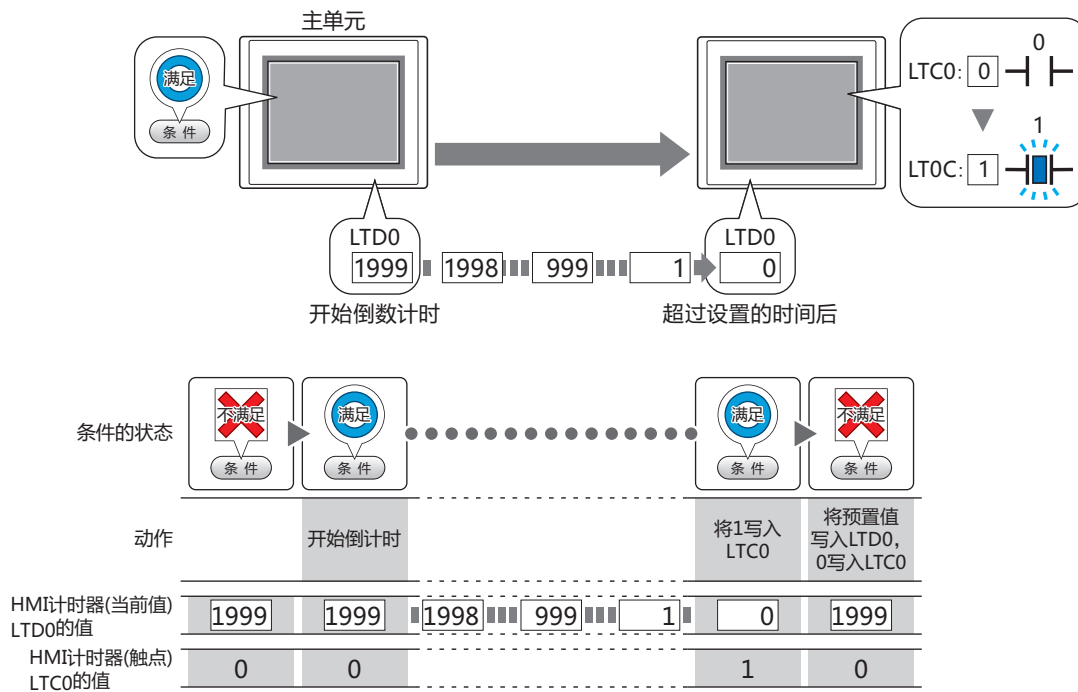 主单元
满足
条件
LTC0: 0
0
1
LT0C: 1
LTD0
LTD0
1999 1998 999 1 0
开始倒数计时
超过设置的时间后
条件的状态
不满足 满足 满足 不满足
条件 条件 条件 条件
动作
开始倒计时
将1写入
LTC0
将预置值
写入LTD0，
0写入LTC0
HMI计时器(当前值)
LTD0的值
1999 1999 1998 999 1 0 1999
HMI计时器(触点)
LTC0的值
0 0 1 0